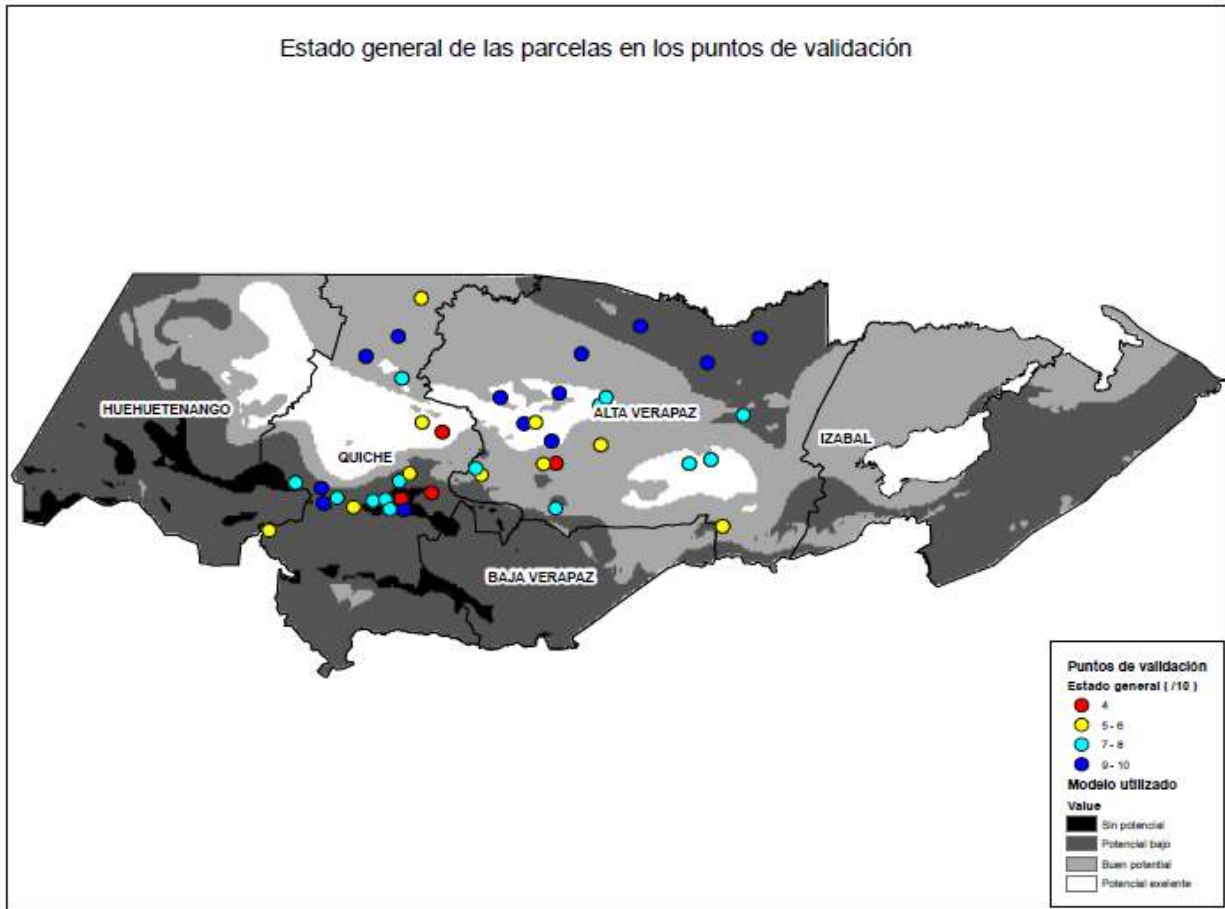 Estado general de las parcelas en los puntos de validación
HUEHUETENANGO
ALTA VERAPAZ
IZABAL
QUICHE
BAJA VERAPAZ
Puntos de validación
Estado general ( /10 )
4
5 - 6
7 - 8
9 - 10
Modelo utilizado
Value
Sin potencial
Potencial bajo
Buen potential
Potencial exelente